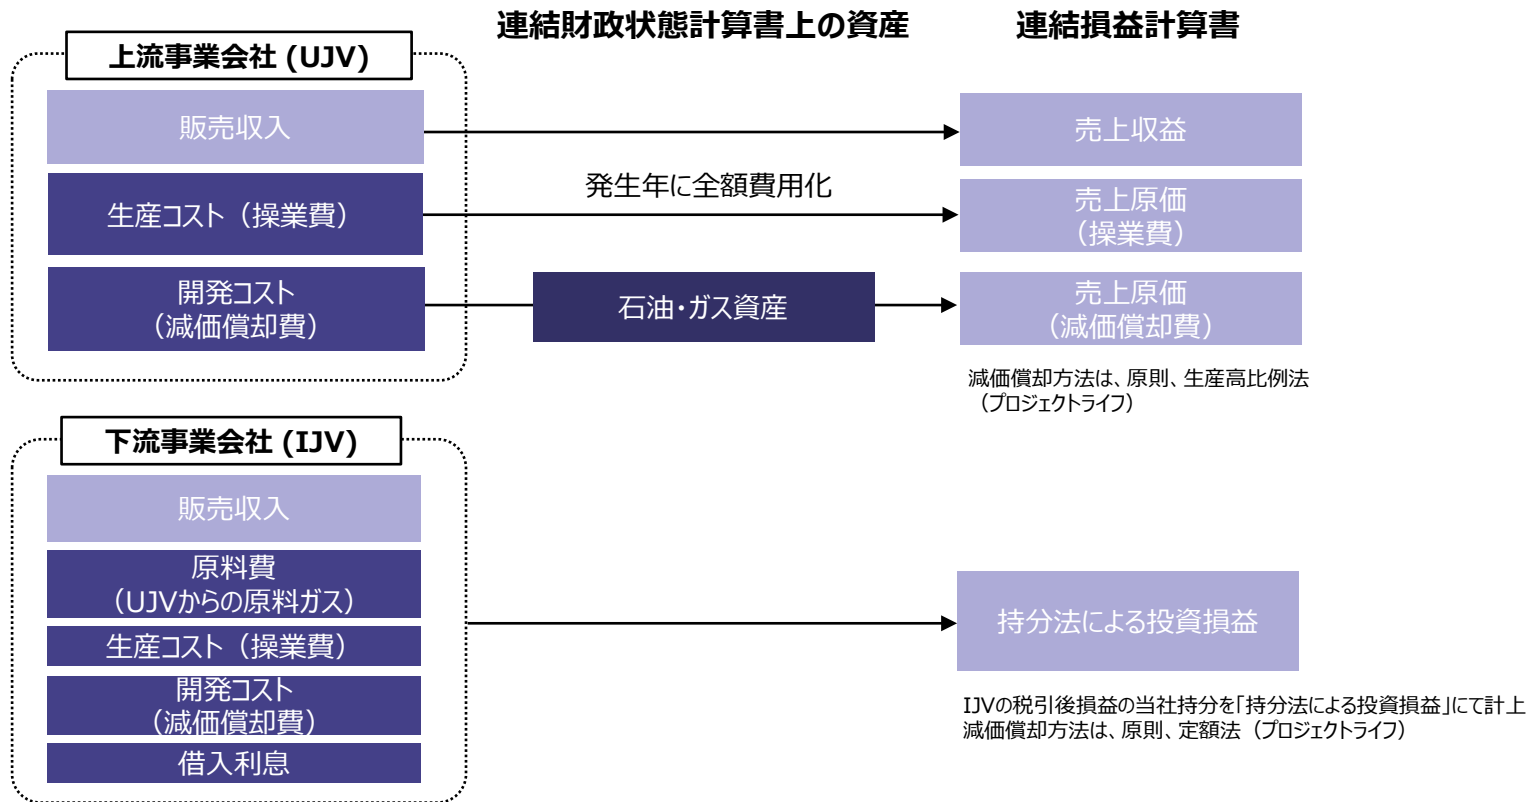 連結財政状態計算書上の資産
連結損益計算書
上流事業会社 (UJV)
販売収入
売上収益
生産コスト（操業費）
発生年に全額費用化
売上原価
（操業費）
開発コスト
（減価償却費）
石油・ガス資産
売上原価
（減価償却費）
減価償却方法は、原則、生産高比例法
（プロジェクトライフ）
下流事業会社 (IJV)
販売収入
原料費
（UJVからの原料ガス）
生産コスト（操業費）
開発コスト
（減価償却費）
借入利息
持分法による投資損益
IJVの税引後損益の当社持分を「持分法による投資損益」にて計上
減価償却方法は、原則、定額法（プロジェクトライフ）